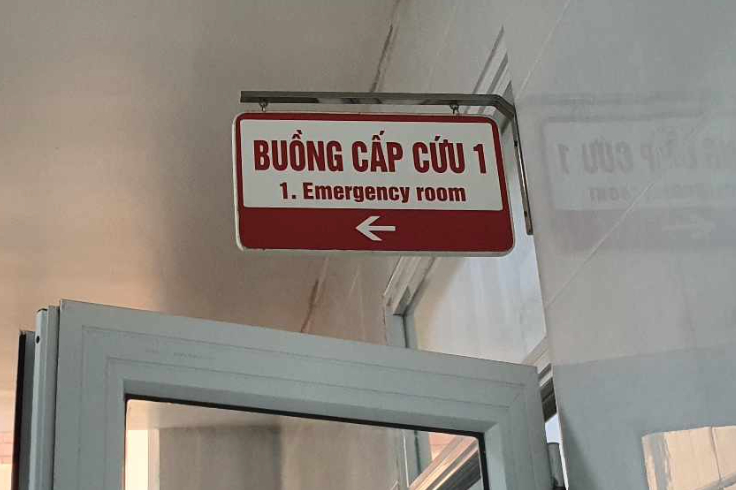 BUỒNG CẤP CỨU 1
1. Emergency room